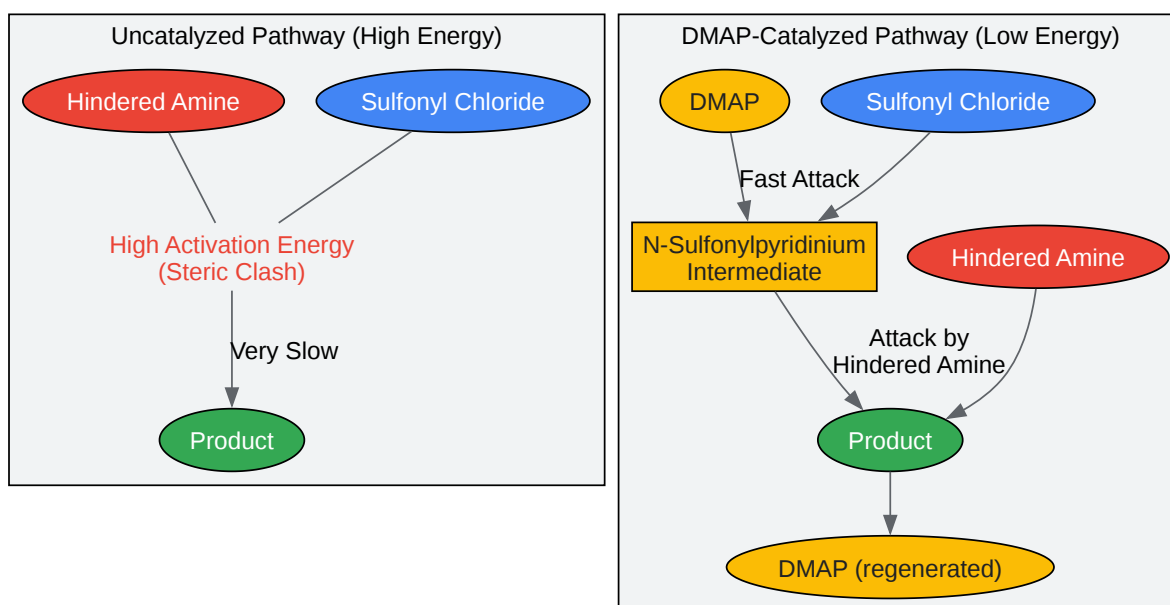 Uncatalyzed Pathway (High Energy)
Hindered Amine
Sulfonyl Chloride
High Activation Energy
(Steric Clash)
Very Slow
Product
DMAP-Catalyzed Pathway (Low Energy)
DMAP
Sulfonyl Chloride
Fast Attack
N-Sulfonylpyridinium
Intermediate
Hindered Amine
Attack by
Hindered Amine
Product
DMAP (regenerated)